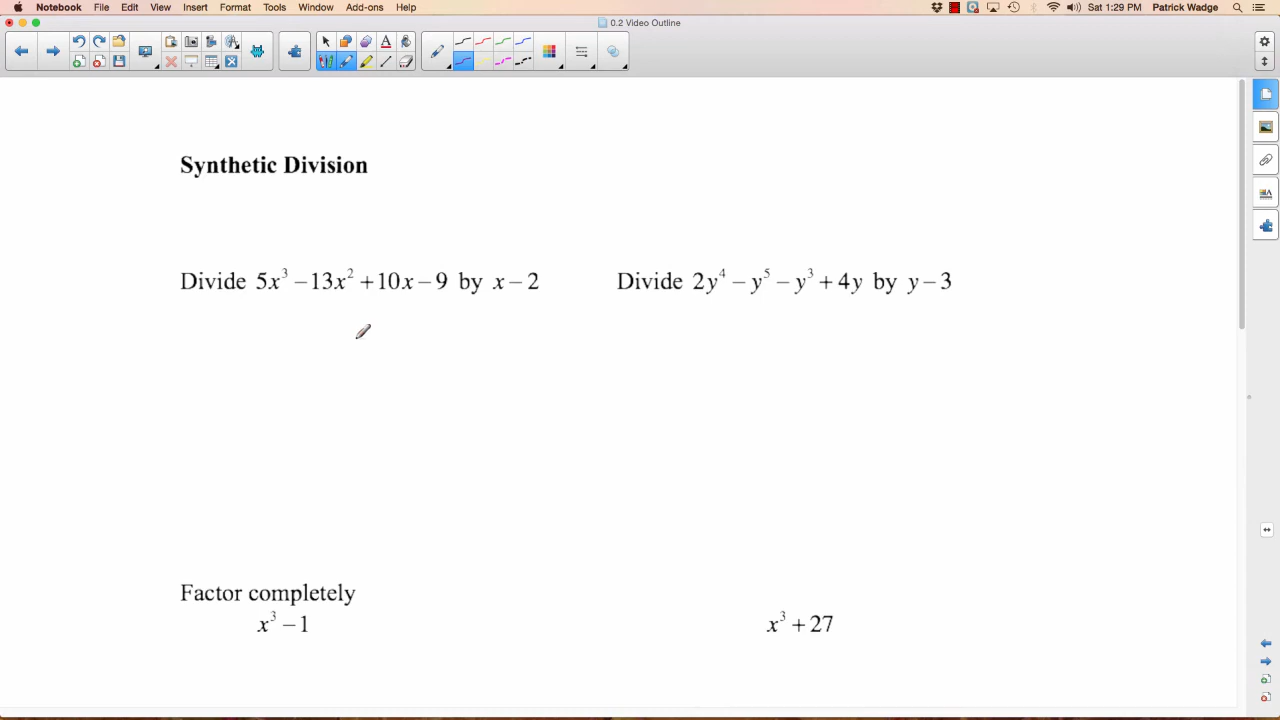 Notebook File Edit View Insert Format Tools Window Add-ons Help Sat 1:29 PM Patrick Wadge
0.2 Video Outline
Synthetic Division
Divide 5x³ −13x² +10x − 9 by x − 2
Divide 2y⁴ − y⁵ − y³ + 4y by y − 3
Factor completely
x³ − 1
x³ + 27